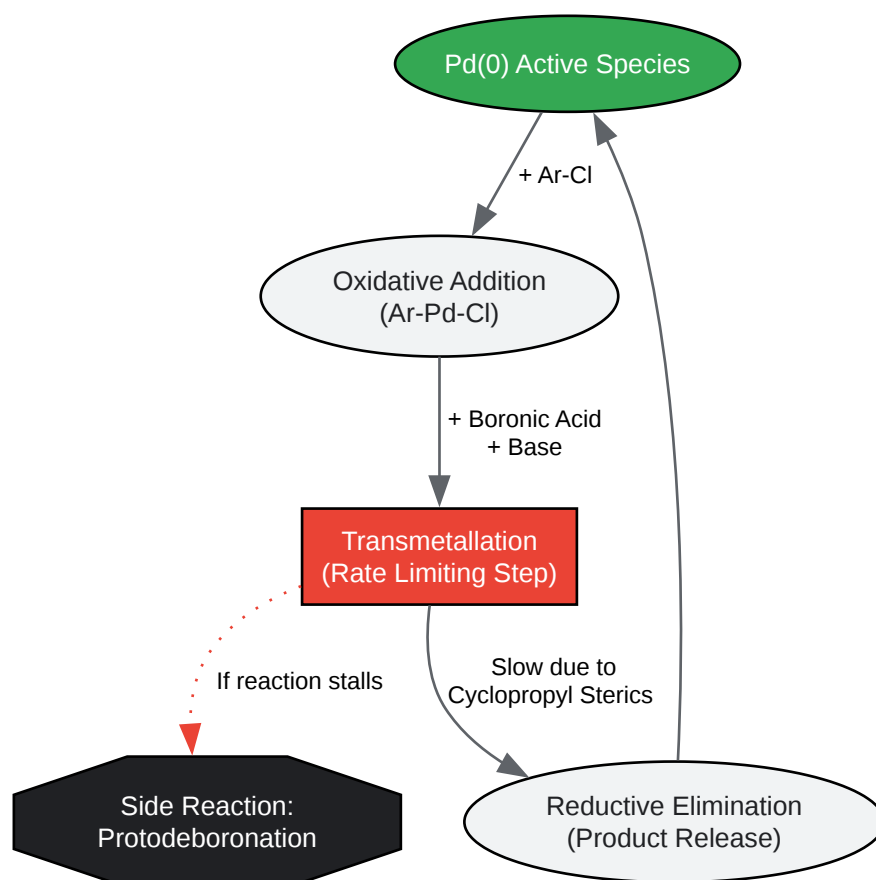 Pd(0) Active Species
+ Ar-Cl
Oxidative Addition
(Ar-Pd-Cl)
+ Boronic Acid
+ Base
Transmetallation
(Rate Limiting Step)
If reaction stalls
Slow due to
Cyclopropyl Sterics
Side Reaction:
Protodeboronation
Reductive Elimination
(Product Release)